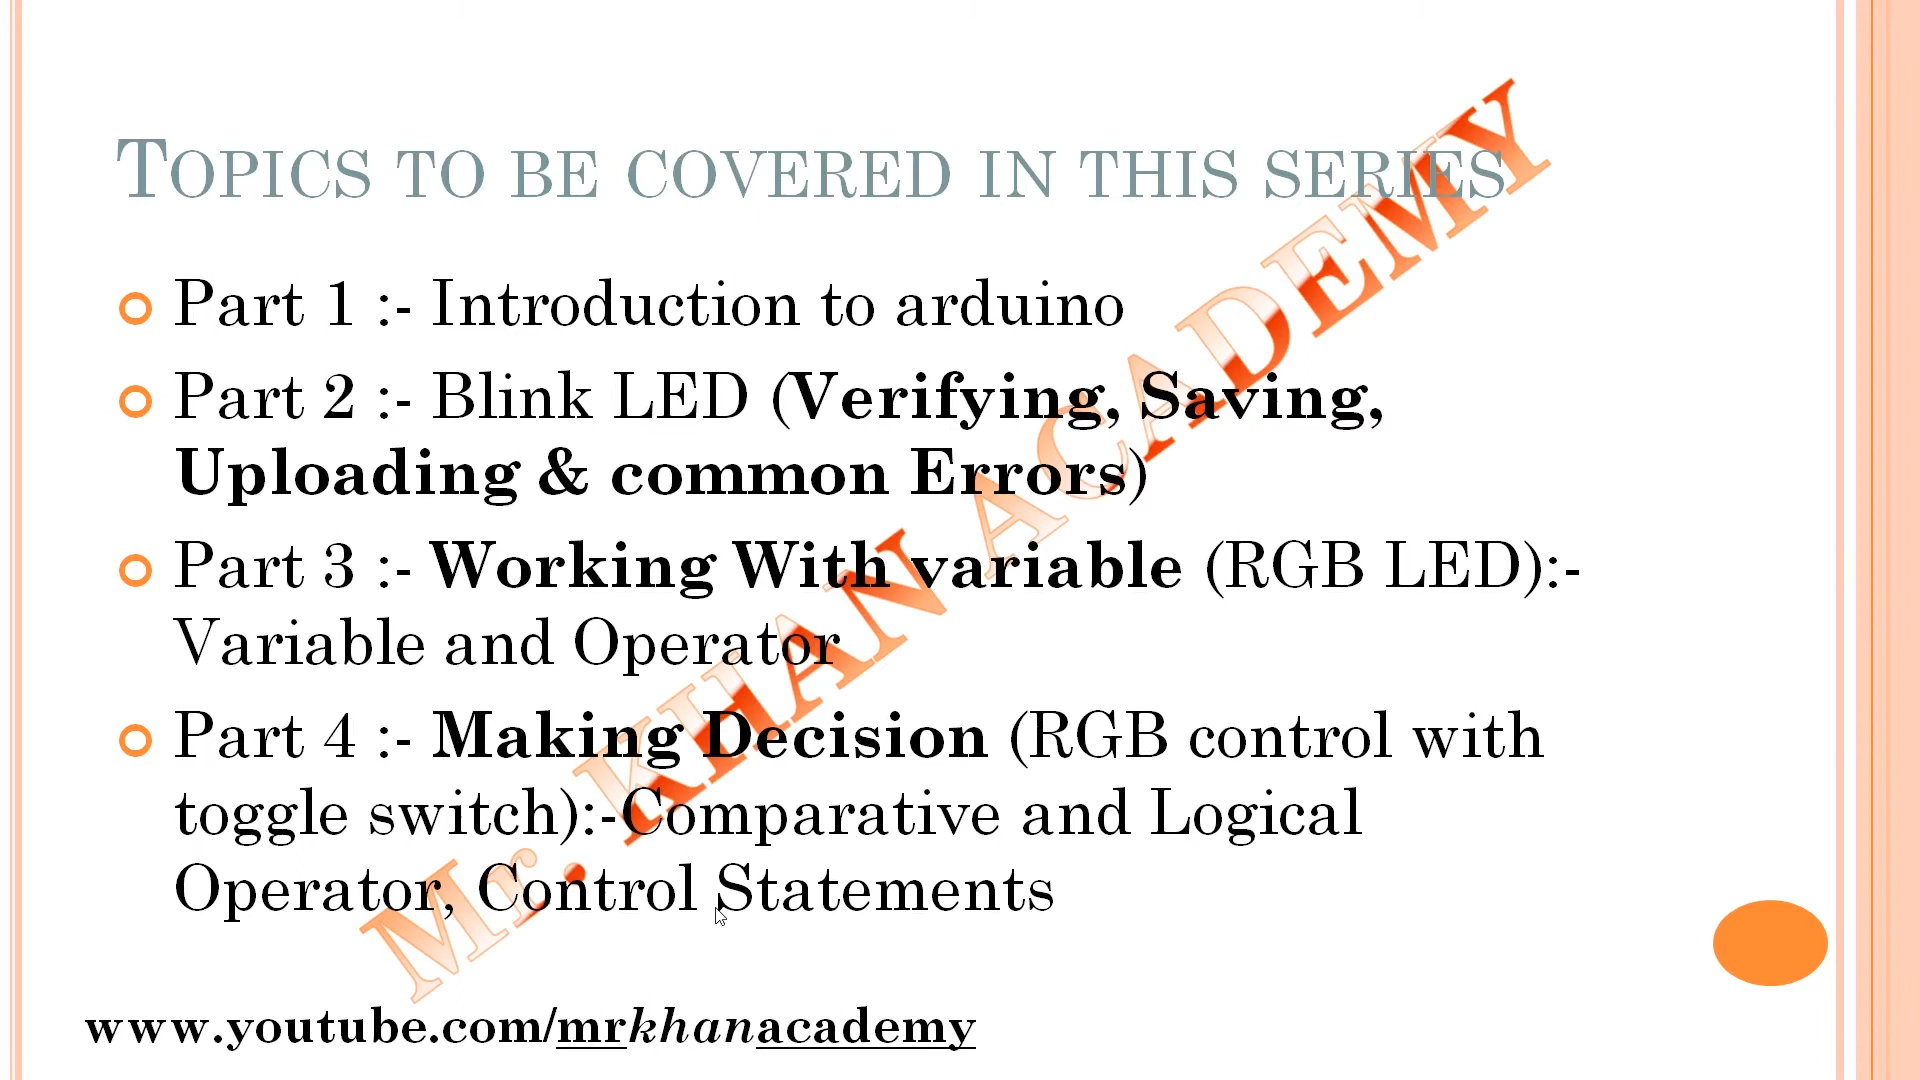 Topics to be covered in this series
Part 1 :- Introduction to arduino
Part 2 :- Blink LED (Verifying, Saving,
Uploading & common Errors)
Part 3 :- Working With variable (RGB LED):-
Variable and Operator
Part 4 :- Making Decision (RGB control with
toggle switch):-Comparative and Logical
Operator, Control Statements
Mr. KHAN ACADEMY
www.youtube.com/mrkhanacademy